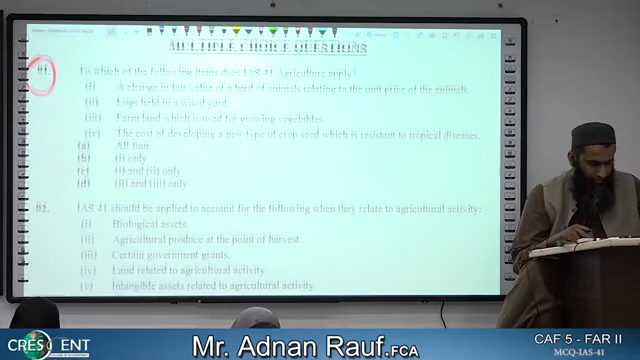 MULTIPLE CHOICE QUESTIONS
01. To which of the following items does IAS 41 Agriculture apply?
(i) A change in fair value of a herd of animals relating to the unit price of the animals.
(ii) Logs held in a wood yard.
(iii) Farm land which is used for growing vegetables.
(iv) The cost of developing a new type of crop seed which is resistant to tropical diseases.
(a) All four
(b) (i) only
(c) (i) and (ii) only
(d) (ii) and (iii) only
02. IAS 41 should be applied to account for the following when they relate to agricultural activity:
(i) Biological assets.
(ii) Agricultural produce at the point of harvest.
(iii) Certain government grants.
(iv) Land related to agricultural activity.
(v) Intangible assets related to agricultural activity.
CRESCENT
Mr. Adnan Rauf.FCA
CAF 5 - FAR II
MCQ-IAS-41